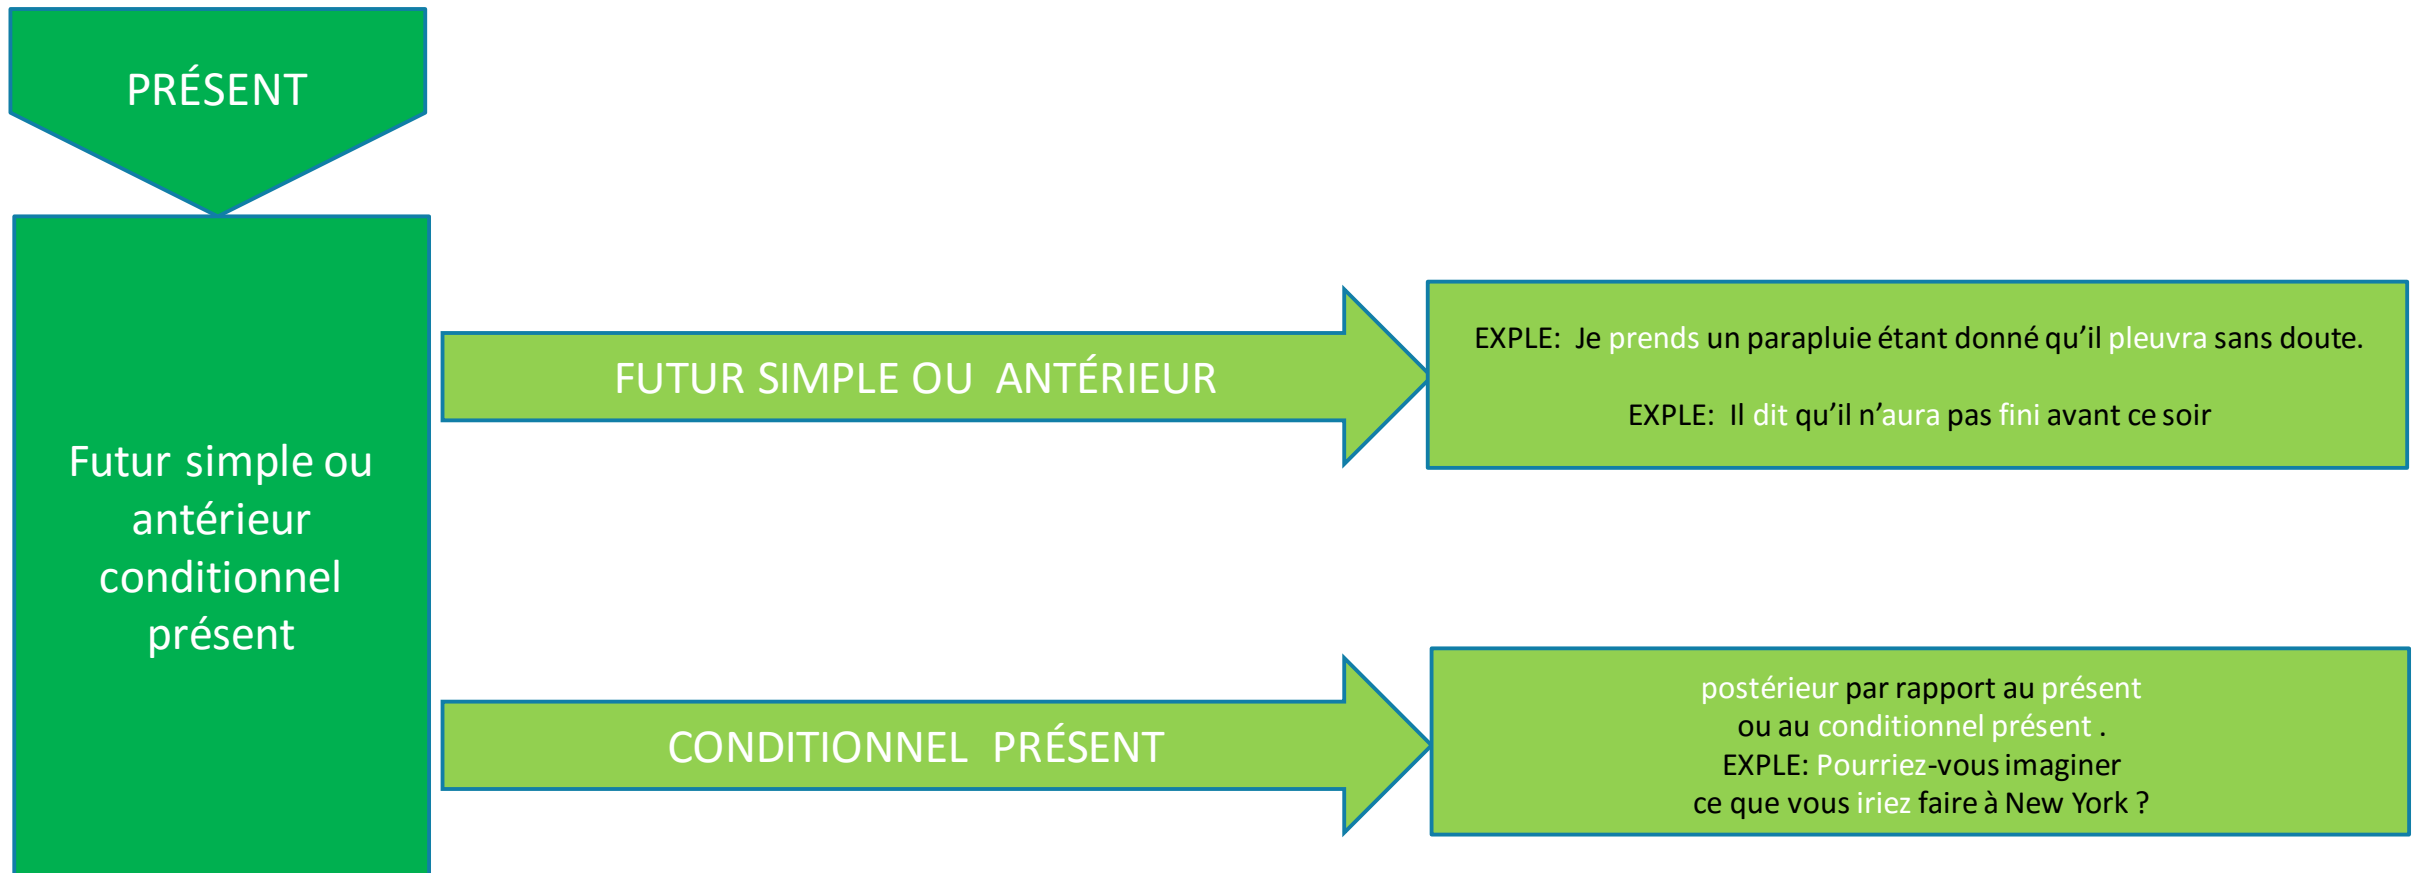 PRÉSENT
Futur simple ou
antérieur
conditionnel
présent
FUTUR SIMPLE OU ANTÉRIEUR
EXPLE: Je prends un parapluie étant donné qu’il pleuvra sans doute.
EXPLE: Il dit qu’il n’aura pas fini avant ce soir
CONDITIONNEL PRÉSENT
postérieur par rapport au présent
ou au conditionnel présent .
EXPLE: Pourriez-vous imaginer
ce que vous iriez faire à New York ?